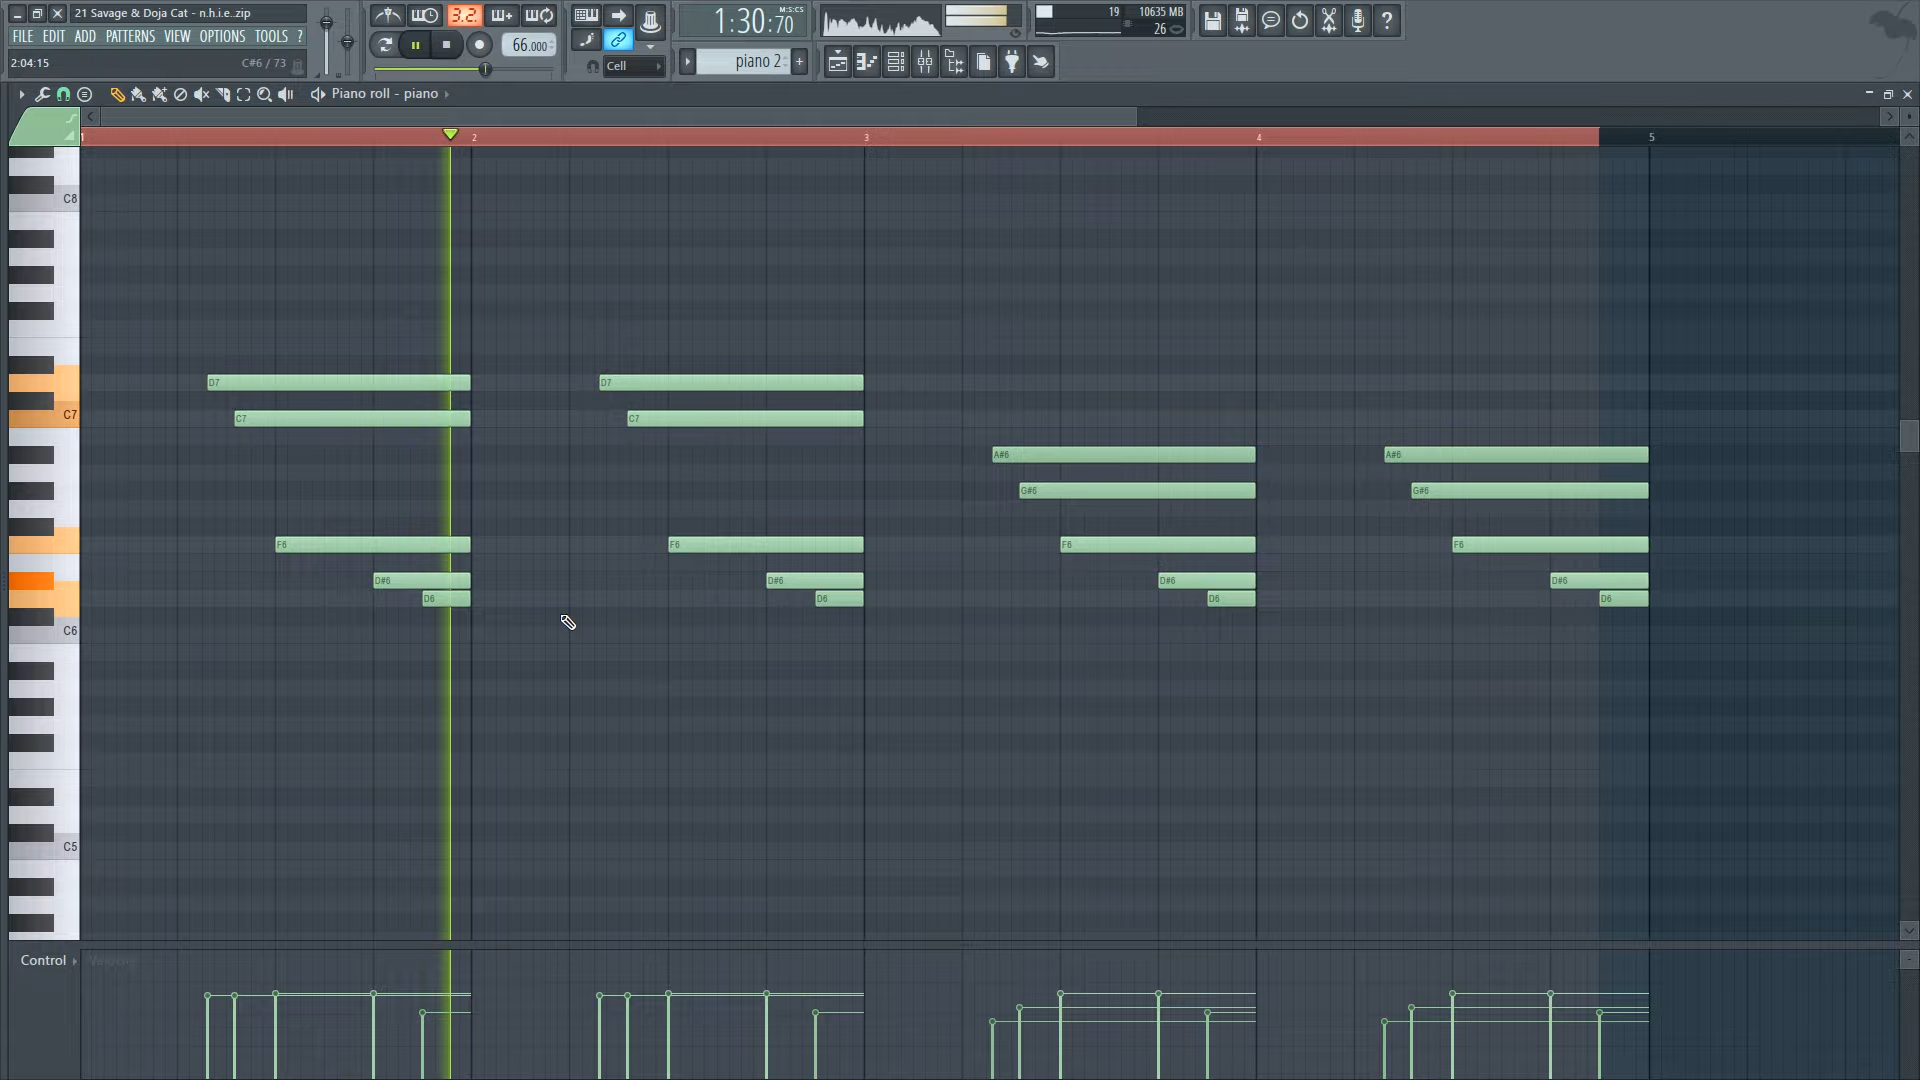 21 Savage & Doja Cat - n.h.i.e..zip
FILE EDIT ADD PATTERNS VIEW OPTIONS TOOLS ?
2:04:15 C#6 / 73
3.2.
66.000
Cell
1:30:70 M:S:CS
piano 2
19 10635 MB
26
Piano roll - piano
1 2 3 4 5
C8
D7 D7
C7 C7 C7
A#6 A#6
G#6 G#6
F6 F6 F6 F6
D#6 D#6 D#6 D#6
D6 D6 D6 D6
C6
C5
Control Velocity